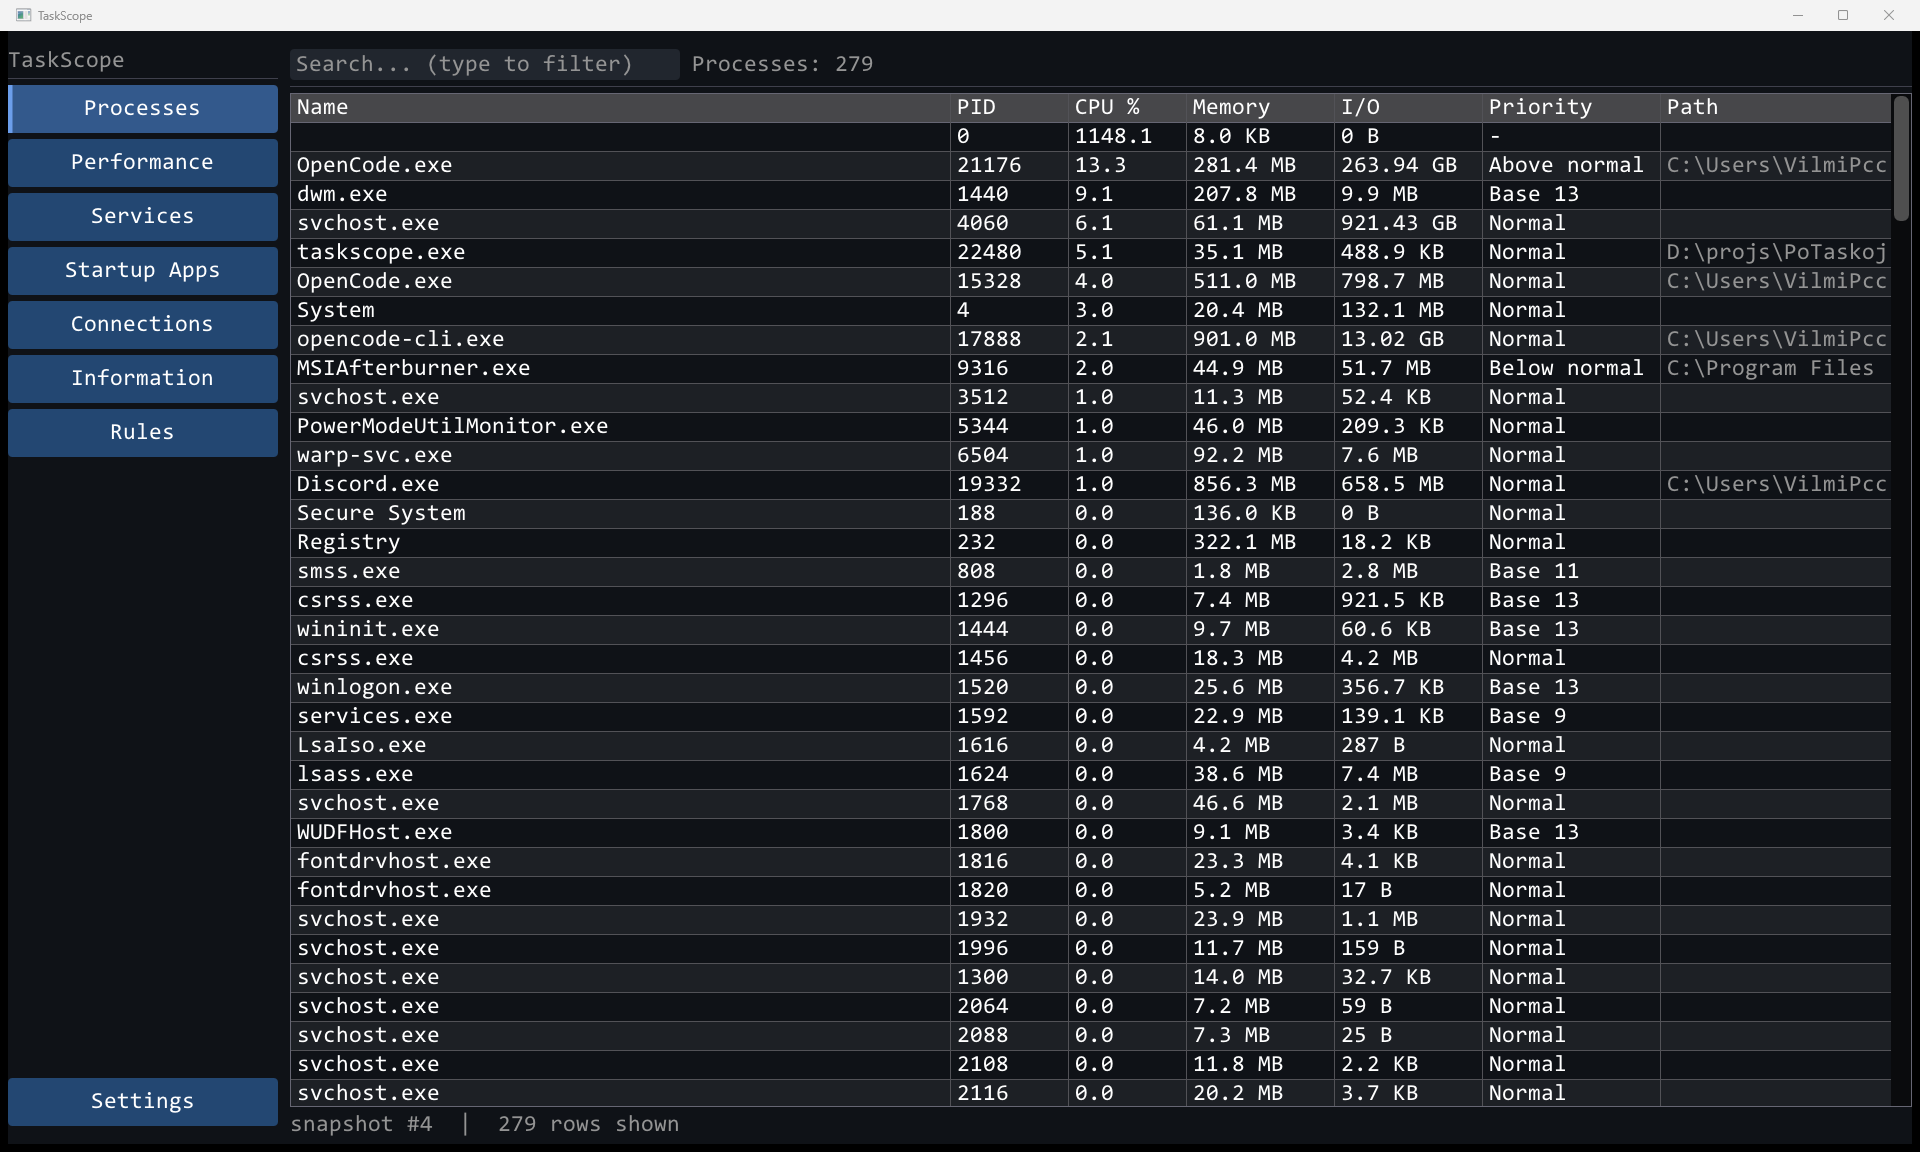 TaskScope
TaskScope
Search... (type to filter) Processes: 279
Processes
Performance
Services
Startup Apps
Connections
Information
Rules
Settings
Name PID CPU % Memory I/O Priority Path
0 1148.1 8.0 KB 0 B -
OpenCode.exe 21176 13.3 281.4 MB 263.94 GB Above normal C:\Users\VilmiPcc
dwm.exe 1440 9.1 207.8 MB 9.9 MB Base 13
svchost.exe 4060 6.1 61.1 MB 921.43 GB Normal
taskscope.exe 22480 5.1 35.1 MB 488.9 KB Normal D:\projs\PoTaskoj
OpenCode.exe 15328 4.0 511.0 MB 798.7 MB Normal C:\Users\VilmiPcc
System 4 3.0 20.4 MB 132.1 MB Normal
opencode-cli.exe 17888 2.1 901.0 MB 13.02 GB Normal C:\Users\VilmiPcc
MSIAfterburner.exe 9316 2.0 44.9 MB 51.7 MB Below normal C:\Program Files
svchost.exe 3512 1.0 11.3 MB 52.4 KB Normal
PowerModeUtilMonitor.exe 5344 1.0 46.0 MB 209.3 KB Normal
warp-svc.exe 6504 1.0 92.2 MB 7.6 MB Normal
Discord.exe 19332 1.0 856.3 MB 658.5 MB Normal C:\Users\VilmiPcc
Secure System 188 0.0 136.0 KB 0 B Normal
Registry 232 0.0 322.1 MB 18.2 KB Normal
smss.exe 808 0.0 1.8 MB 2.8 MB Base 11
csrss.exe 1296 0.0 7.4 MB 921.5 KB Base 13
wininit.exe 1444 0.0 9.7 MB 60.6 KB Base 13
csrss.exe 1456 0.0 18.3 MB 4.2 MB Normal
winlogon.exe 1520 0.0 25.6 MB 356.7 KB Base 13
services.exe 1592 0.0 22.9 MB 139.1 KB Base 9
LsaIso.exe 1616 0.0 4.2 MB 287 B Normal
lsass.exe 1624 0.0 38.6 MB 7.4 MB Base 9
svchost.exe 1768 0.0 46.6 MB 2.1 MB Normal
WUDFHost.exe 1800 0.0 9.1 MB 3.4 KB Base 13
fontdrvhost.exe 1816 0.0 23.3 MB 4.1 KB Normal
fontdrvhost.exe 1820 0.0 5.2 MB 17 B Normal
svchost.exe 1932 0.0 23.9 MB 1.1 MB Normal
svchost.exe 1996 0.0 11.7 MB 159 B Normal
svchost.exe 1300 0.0 14.0 MB 32.7 KB Normal
svchost.exe 2064 0.0 7.2 MB 59 B Normal
svchost.exe 2088 0.0 7.3 MB 25 B Normal
svchost.exe 2108 0.0 11.8 MB 2.2 KB Normal
svchost.exe 2116 0.0 20.2 MB 3.7 KB Normal
snapshot #4 | 279 rows shown